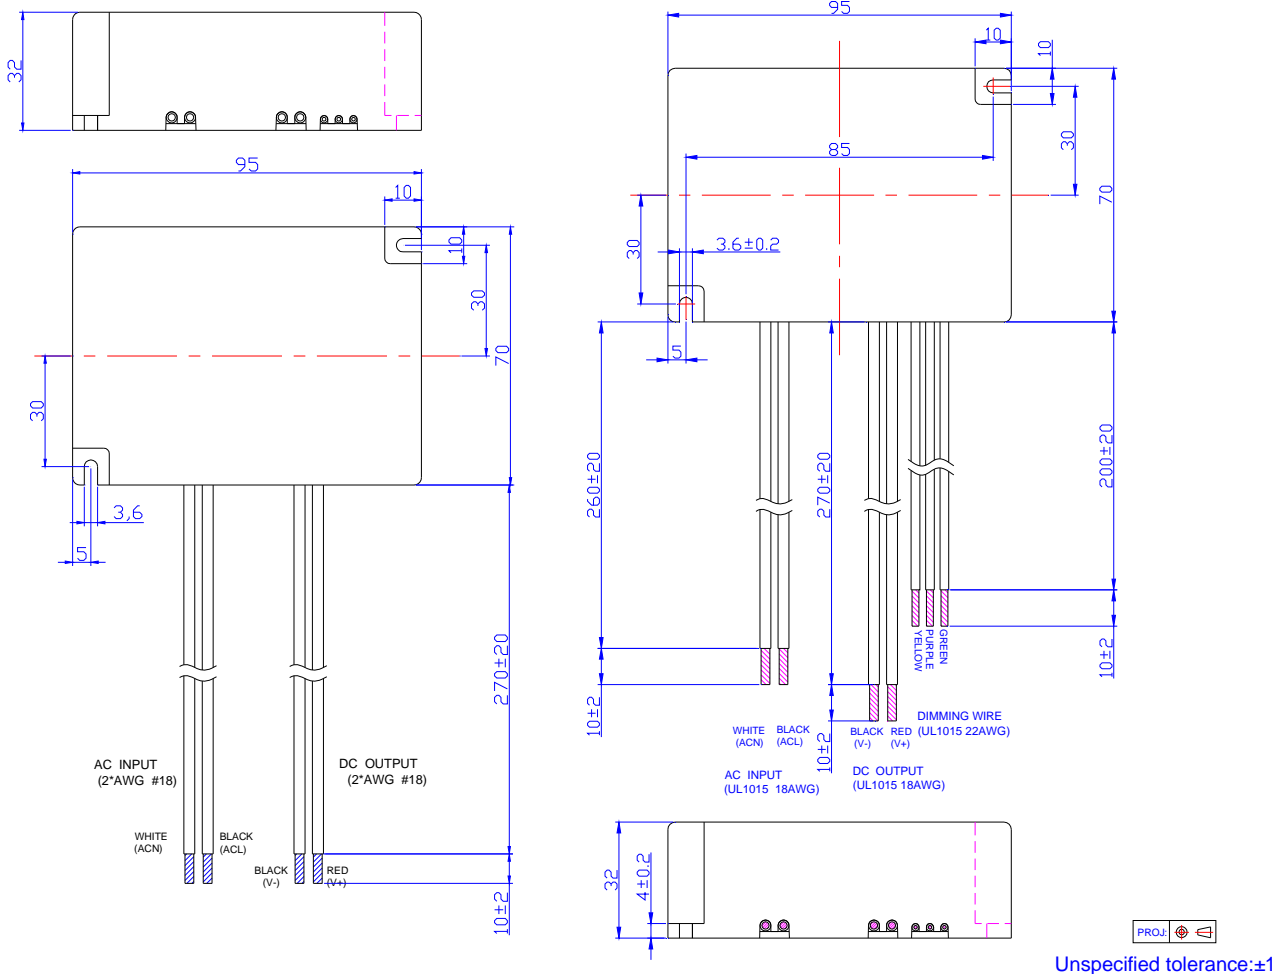 32
95
10
10
30
70
30
3,6
5
270±20
10±2
AC INPUT
(2*AWG #18)
DC OUTPUT
(2*AWG #18)
WHITE
(ACN)
BLACK
(ACL)
BLACK
(V-)
RED
(V+)
95
10
10
30
85
70
30
3.6±0.2
5
260±20
270±20
200±20
10±2
10±2
10±2
YELLOW
PURPLE
GREEN
WHITE
(ACN)
BLACK
(ACL)
BLACK
(V-)
RED
(V+)
DIMMING WIRE
(UL1015 22AWG)
AC INPUT
(UL1015 18AWG)
DC OUTPUT
(UL1015 18AWG)
32
4±0.2
PROJ:
Unspecified tolerance:±1